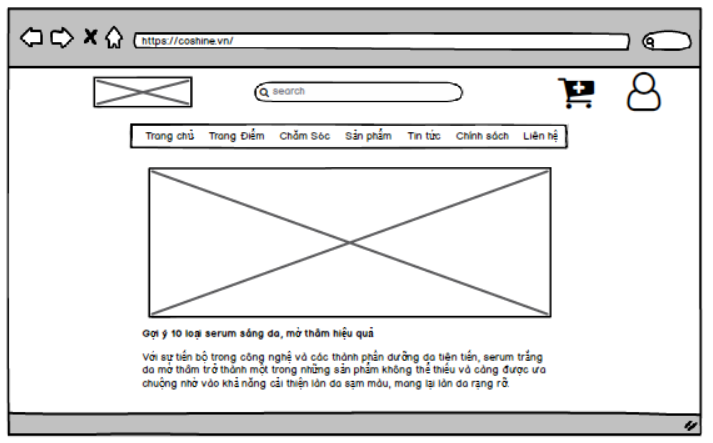 https://coshine.vn/
search
Trang chủ Trang Điểm Chăm Sóc Sản phẩm Tin tức Chính sách Liên hệ
Gợi ý 10 loại serum sáng da, mờ thâm hiệu quả
Với sự tiến bộ trong công nghệ và các thành phần dưỡng da tiên tiến, serum trắng
da mờ thâm trở thành một trong những sản phẩm không thể thiếu và càng được ưa
chuộng nhờ vào khả năng cải thiện làn da sạm màu, mang lại làn da rạng rỡ